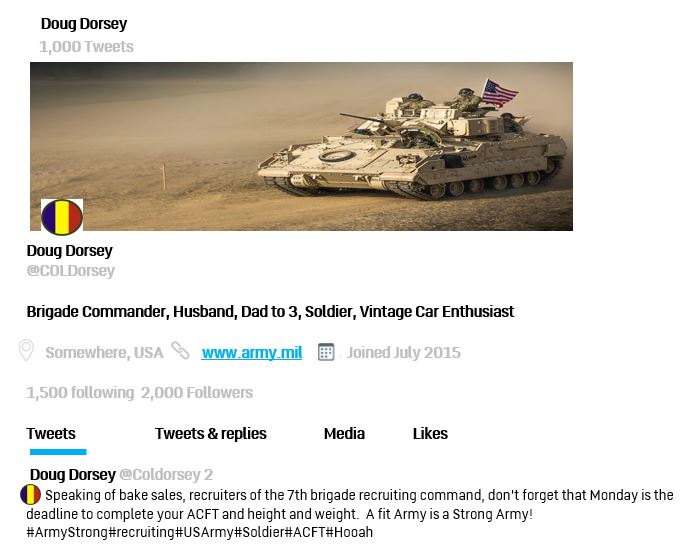 Doug Dorsey
1,000 Tweets
Doug Dorsey
@COLDorsey
Brigade Commander, Husband, Dad to 3, Soldier, Vintage Car Enthusiast
Somewhere, USA www.army.mil Joined July 2015
1,500 following 2,000 Followers
Tweets Tweets & replies Media Likes
Doug Dorsey @Coldorsey 2
Speaking of bake sales, recruiters of the 7th brigade recruiting command, don't forget that Monday is the
deadline to complete your ACFT and height and weight. A fit Army is a Strong Army!
#ArmyStrong#recruiting#USArmy#Soldier#ACFT#Hooah